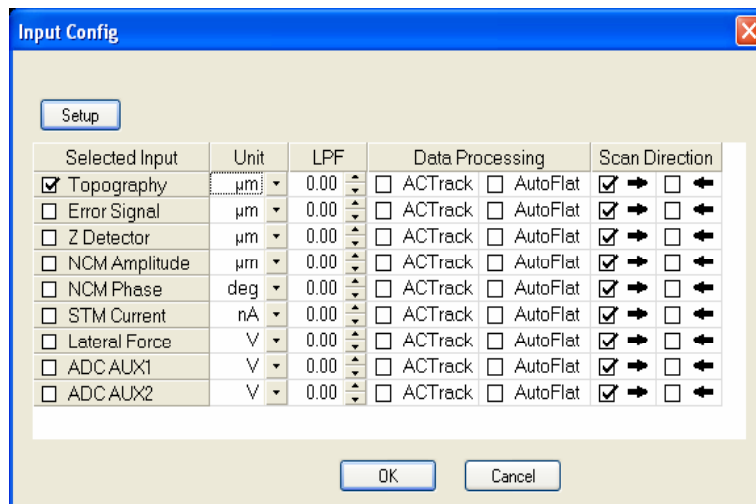 Input Config
Setup
Selected Input Unit LPF Data Processing Scan Direction
Topography µm 0.00 ACTrack AutoFlat
Error Signal µm 0.00 ACTrack AutoFlat
Z Detector µm 0.00 ACTrack AutoFlat
NCM Amplitude µm 0.00 ACTrack AutoFlat
NCM Phase deg 0.00 ACTrack AutoFlat
STM Current nA 0.00 ACTrack AutoFlat
Lateral Force V 0.00 ACTrack AutoFlat
ADC AUX1 V 0.00 ACTrack AutoFlat
ADC AUX2 V 0.00 ACTrack AutoFlat
OK Cancel